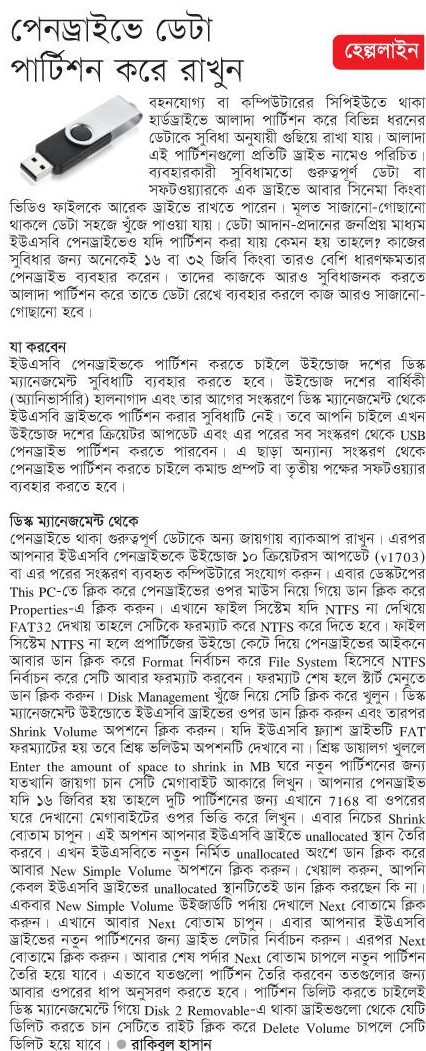 পেনড্রাইভে ডেটা
পার্টিশন করে রাখুন
হেল্পলাইন
বহনযোগ্য বা কম্পিউটারের সিপিইউতে থাকা
হার্ডড্রাইভে আলাদা পার্টিশন করে বিভিন্ন ধরনের
ডেটাকে সুবিধা অনুযায়ী গুছিয়ে রাখা যায়। আলাদা
এই পার্টিশনগুলো প্রতিটি ড্রাইভ নামেও পরিচিত।
ব্যবহারকারী সুবিধামতো গুরুত্বপূর্ণ ডেটা বা
সফটওয়্যারকে এক ড্রাইভে আবার সিনেমা কিংবা
ভিডিও ফাইলকে আরেক ড্রাইভে রাখতে পারেন। মূলত সাজানো-গোছানো
থাকলে ডেটা সহজে খুঁজে পাওয়া যায়। ডেটা আদান-প্রদানের জনপ্রিয় মাধ্যম
ইউএসবি পেনড্রাইভেও যদি পার্টিশন করা যায় কেমন হয় তাহলে? কাজের
সুবিধার জন্য অনেকেই ১৬ বা ৩২ জিবি কিংবা তারও বেশি ধারণক্ষমতার
পেনড্রাইভ ব্যবহার করেন। তাদের কাজকে আরও সুবিধাজনক করতে
আলাদা পার্টিশন করে তাতে ডেটা রেখে ব্যবহার করলে কাজ আরও সাজানো-
গোছানো হবে।
যা করবেন
ইউএসবি পেনড্রাইভকে পার্টিশন করতে চাইলে উইন্ডোজ দশের ডিস্ক
ম্যানেজমেন্ট সুবিধাটি ব্যবহার করতে হবে। উইন্ডোজ দশের বার্ষিকী
(অ্যানিভার্সারি) হালনাগাদ এবং তার আগের সংস্করণে ডিস্ক ম্যানেজমেন্ট থেকে
ইউএসবি ড্রাইভকে পার্টিশন করার সুবিধাটি নেই। তবে আপনি চাইলে এখন
উইন্ডোজ দশের ক্রিয়েটর আপডেট এবং এর পরের সব সংস্করণ থেকে USB
পেনড্রাইভ পার্টিশন করতে পারবেন। এ ছাড়া অন্যান্য সংস্করণ থেকে
পেনড্রাইভ পার্টিশন করতে চাইলে কমান্ড প্রম্পট বা তৃতীয় পক্ষের সফটওয়্যার
ব্যবহার করতে হবে।
ডিস্ক ম্যানেজমেন্ট থেকে
পেনড্রাইভে থাকা গুরুত্বপূর্ণ ডেটাকে অন্য জায়গায় ব্যাকআপ রাখুন। এরপর
আপনার ইউএসবি পেনড্রাইভকে উইন্ডোজ ১০ ক্রিয়েটরস আপডেট (v1703)
বা এর পরের সংস্করণ ব্যবহৃত কম্পিউটারে সংযোগ করুন। এবার ডেস্কটপের
This PC-তে ক্লিক করে পেনড্রাইভের ওপর মাউস নিয়ে গিয়ে ডান ক্লিক করে
Properties-এ ক্লিক করুন। এখানে ফাইল সিস্টেম যদি NTFS না দেখিয়ে
FAT32 দেখায় তাহলে সেটিকে ফরম্যাট করে NTFS করে দিতে হবে। ফাইল
সিস্টেম NTFS না হলে প্রপার্টিজের উইন্ডো কেটে দিয়ে পেনড্রাইভের আইকনে
আবার ডান ক্লিক করে Format নির্বাচন করে File System হিসেবে NTFS
নির্বাচন করে সেটি আবার ফরম্যাট করবেন। ফরম্যাট শেষ হলে স্টার্ট মেনুতে
ডান ক্লিক করুন। Disk Management খুঁজে নিয়ে সেটি ক্লিক করে খুলুন। ডিস্ক
ম্যানেজমেন্ট উইন্ডোতে ইউএসবি ড্রাইভের ওপর ডান ক্লিক করুন এবং তারপর
Shrink Volume অপশনে ক্লিক করুন। যদি ইউএসবি ফ্ল্যাশ ড্রাইভটি FAT
ফরম্যাটের হয় তবে শ্রিঙ্ক ভলিউম অপশনটি দেখাবে না। শ্রিঙ্ক ডায়ালগ খুললে
Enter the amount of space to shrink in MB ঘরে নতুন পার্টিশনের জন্য
যতখানি জায়গা চান সেটি মেগাবাইট আকারে লিখুন। আপনার পেনড্রাইভ
যদি ১৬ জিবির হয় তাহলে দুটি পার্টিশনের জন্য এখানে 7168 বা ওপরের
ঘরে দেখানো মেগাবাইটের ওপর ভিত্তি করে লিখুন। এবার নিচের Shrink
বোতাম চাপুন। এই অপশন আপনার ইউএসবি ড্রাইভে unallocated স্থান তৈরি
করবে। এখন ইউএসবিতে নতুন নির্মিত unallocated অংশে ডান ক্লিক করে
আবার New Simple Volume অপশনে ক্লিক করুন। খেয়াল করুন, আপনি
কেবল ইউএসবি ড্রাইভের unallocated স্থানটিতেই ডান ক্লিক করছেন কি না।
একবার New Simple Volume উইজার্ডটি পর্দায় দেখালে Next বোতামে ক্লিক
করুন। এখানে আবার Next বোতাম চাপুন। এবার আপনার ইউএসবি
ড্রাইভের নতুন পার্টিশনের জন্য ড্রাইভ লেটার নির্বাচন করুন। এরপর Next
বোতামে ক্লিক করুন। আবার শেষ পর্দার Next বোতাম চাপলে নতুন পার্টিশন
তৈরি হয়ে যাবে। এভাবে যতগুলো পার্টিশন তৈরি করবেন ততগুলোর জন্য
আবার ওপরের ধাপ অনুসরণ করতে হবে। পার্টিশন ডিলিট করতে চাইলেই
ডিস্ক ম্যানেজমেন্টে গিয়ে Disk 2 Removable-এ থাকা ড্রাইভগুলো থেকে যেটি
ডিলিট করতে চান সেটিতে রাইট ক্লিক করে Delete Volume চাপলে সেটি
ডিলিট হয়ে যাবে। ● রাকিবুল হাসান